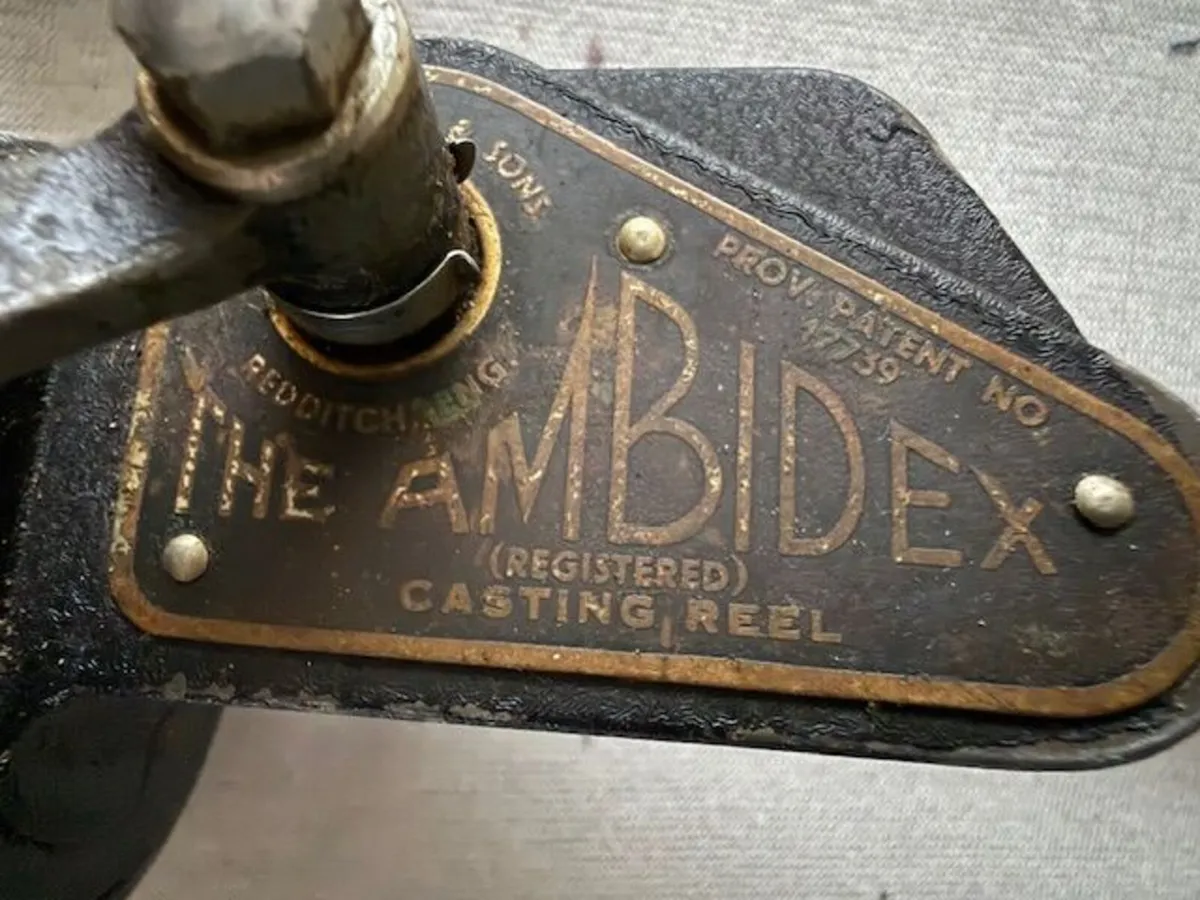 & SONS
REDDITCH, ENG.
PROV. PATENT NO
17739
THE AMBIDEX
(REGISTERED)
CASTING REEL